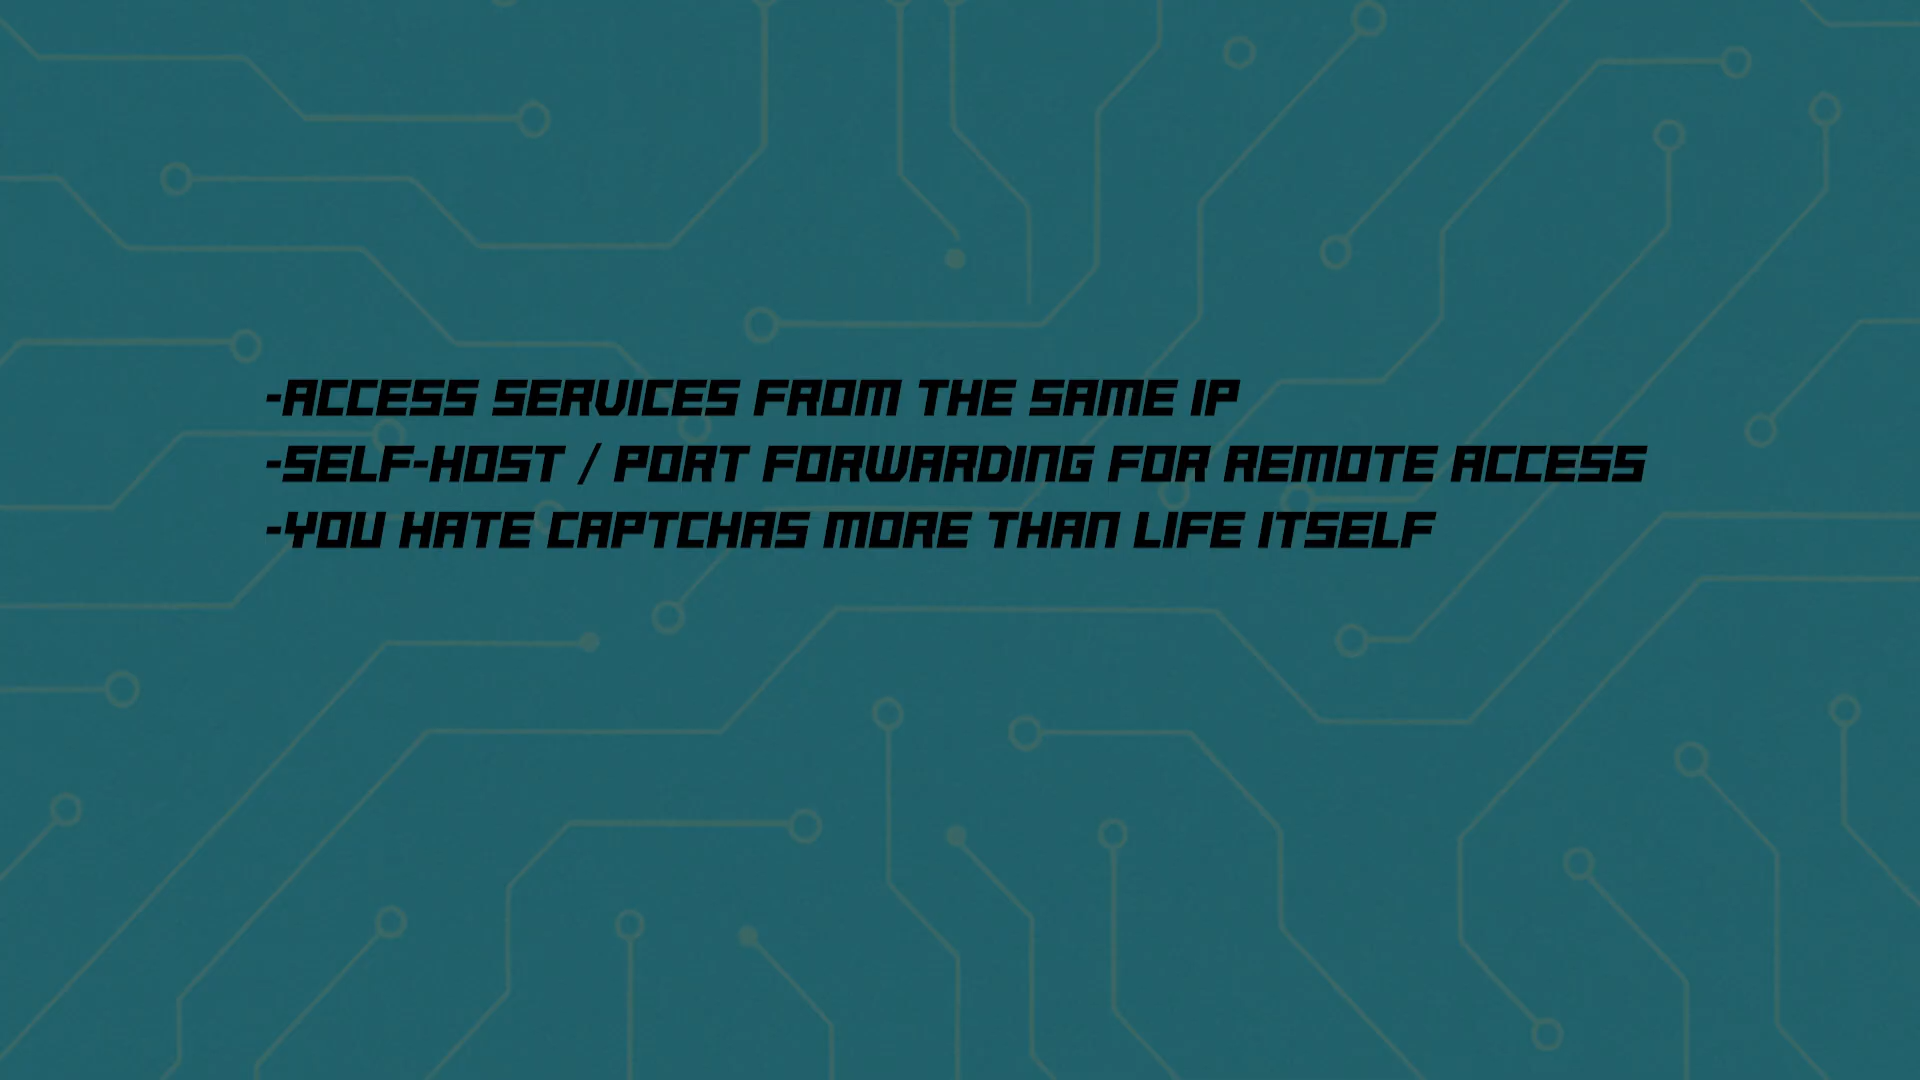 -ACCESS SERVICES FROM THE SAME IP
-SELF-HOST / PORT FORWARDING FOR REMOTE ACCESS
-YOU HATE CAPTCHAS MORE THAN LIFE ITSELF